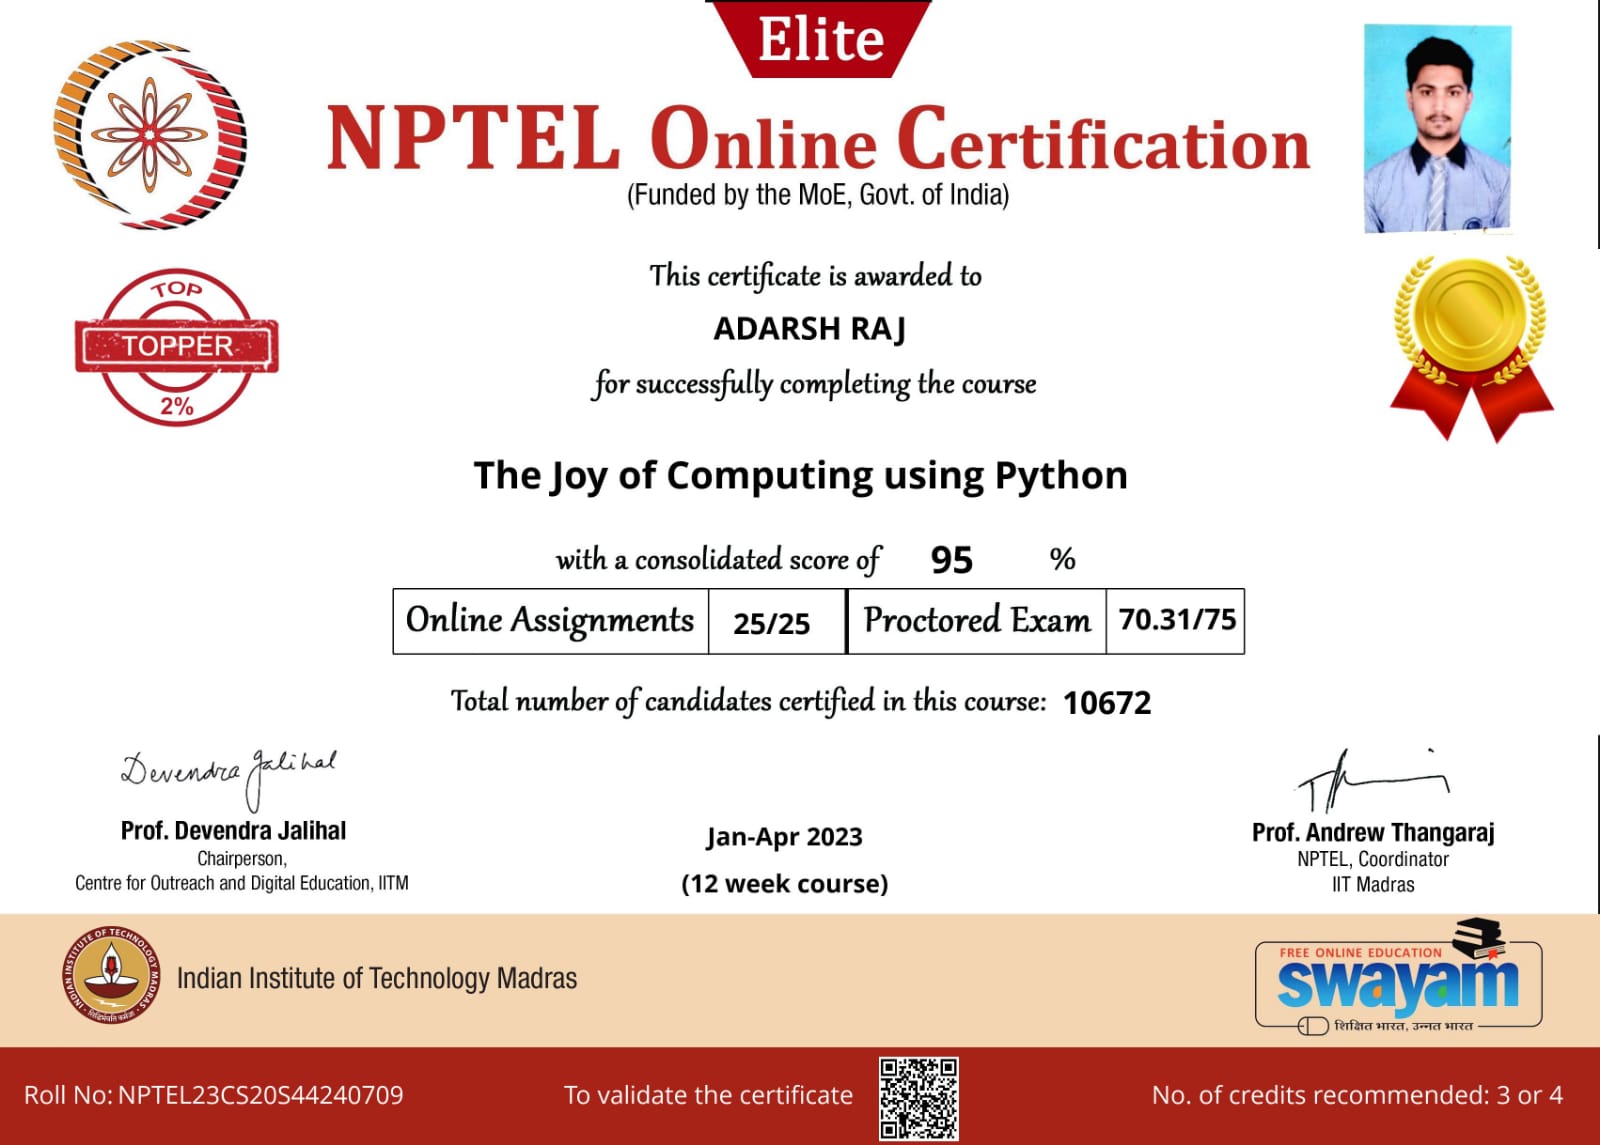 Elite
NPTEL Online Certification
(Funded by the MoE, Govt. of India)
This certificate is awarded to
ADARSH RAJ
for successfully completing the course
TOP
TOPPER
2%
The Joy of Computing using Python
with a consolidated score of 95 %
Online Assignments 25/25 Proctored Exam 70.31/75
Total number of candidates certified in this course: 10672
Devendra Jalihal
Prof. Devendra Jalihal
Chairperson,
Centre for Outreach and Digital Education, IITM
Jan-Apr 2023
(12 week course)
Prof. Andrew Thangaraj
NPTEL, Coordinator
IIT Madras
INDIAN INSTITUTE OF TECHNOLOGY MADRAS
सिद्धिर्भवति कर्मजा
Indian Institute of Technology Madras
FREE ONLINE EDUCATION
swayam
शिक्षित भारत, उन्नत भारत
Roll No: NPTEL23CS20S44240709
To validate the certificate
No. of credits recommended: 3 or 4